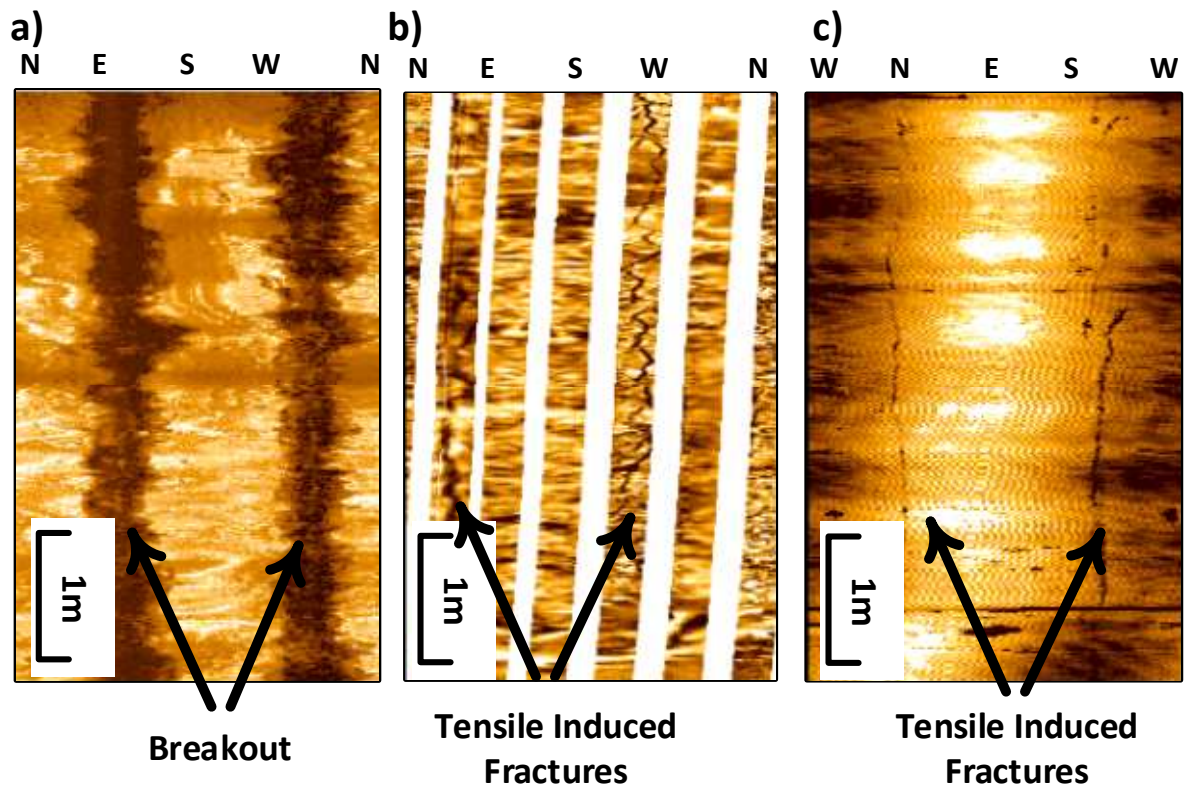 a)
N E S W N
1m
Breakout
b)
N E S W N
1m
Tensile Induced
Fractures
c)
W N E S W
1m
Tensile Induced
Fractures